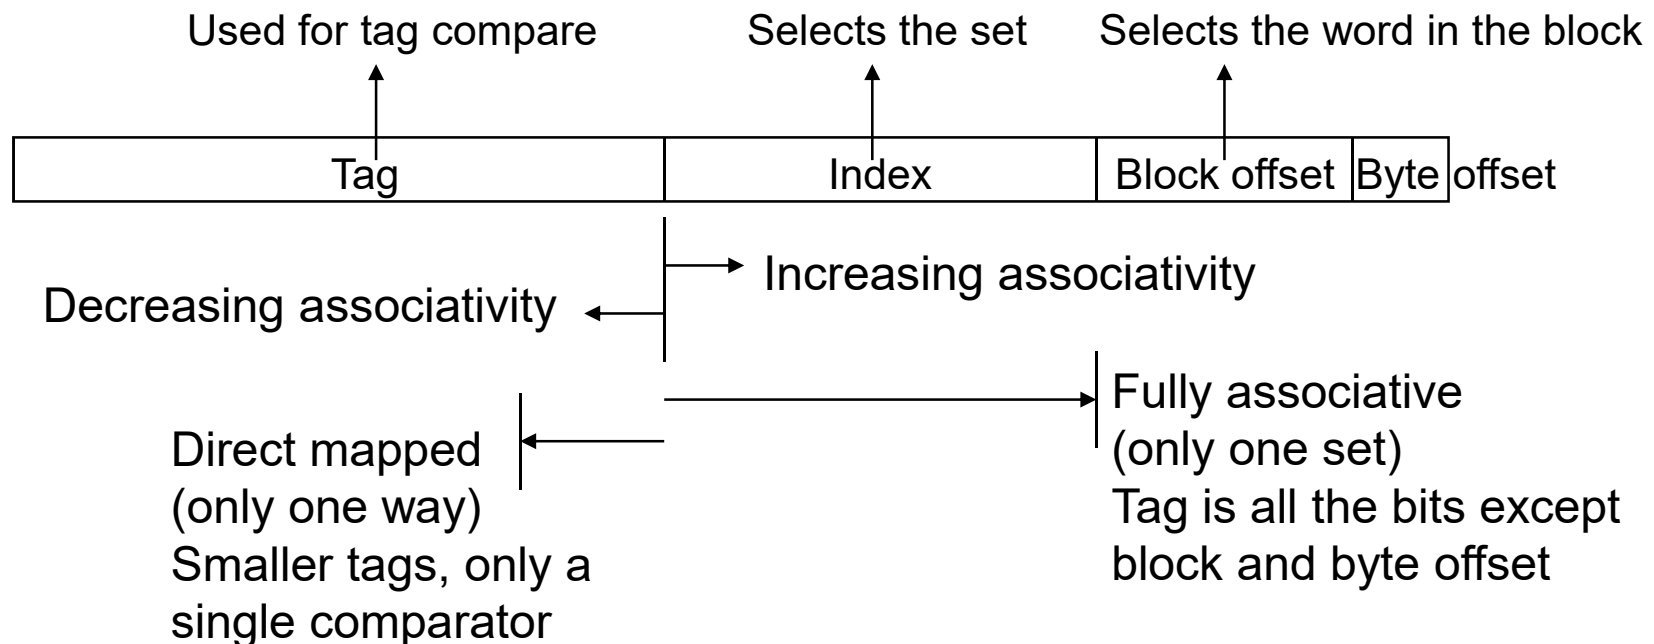 Used for tag compare
Selects the set
Selects the word in the block
Tag
Index
Block offset
Byte offset
Increasing associativity
Decreasing associativity
Fully associative
(only one set)
Tag is all the bits except
block and byte offset
Direct mapped
(only one way)
Smaller tags, only a
single comparator